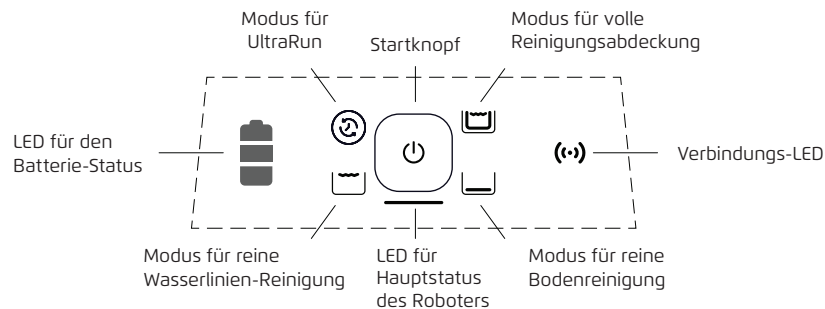 Modus für
UltraRun
Startknopf
Modus für volle
Reinigungsabdeckung
LED für den
Batterie-Status
Verbindungs-LED
Modus für reine
Wasserlinien-Reinigung
LED für
Hauptstatus
des Roboters
Modus für reine
Bodenreinigung